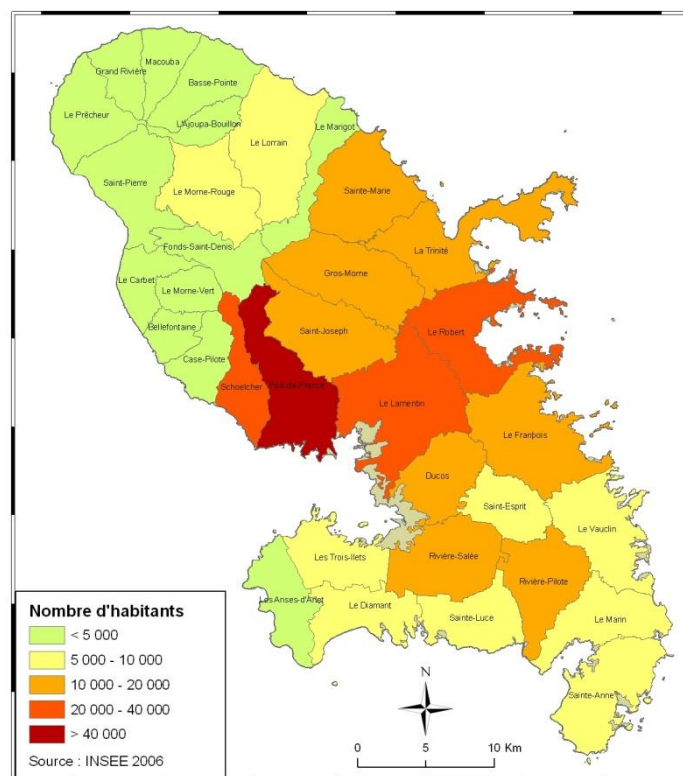 Macouba
Grand Rivière
Basse-Pointe
Le Prêcheur
L'Ajoupa-Bouillon
Le Marigot
Le Lorrain
Saint-Pierre
Le Morne-Rouge
Sainte-Marie
Fonds-Saint-Denis
La Trinité
Le Carbet
Gros-Morne
Le Morne-Vert
Bellefontaine
Saint-Joseph
Le Robert
Case-Pilote
Schoelcher
Fort-de-France
Le Lamentin
Le Franþois
Ducos
Saint-Esprit
Le Vauclin
Les Trois-Ilets
Rivière-Salée
Rivière-Pilote
Les Anses-d'Arlet
Le Diamant
Sainte-Luce
Le Marin
Sainte-Anne
Nombre d'habitants
< 5 000
5 000 - 10 000
10 000 - 20 000
20 000 - 40 000
> 40 000
Source : INSEE 2006
N
0 5 10 Km